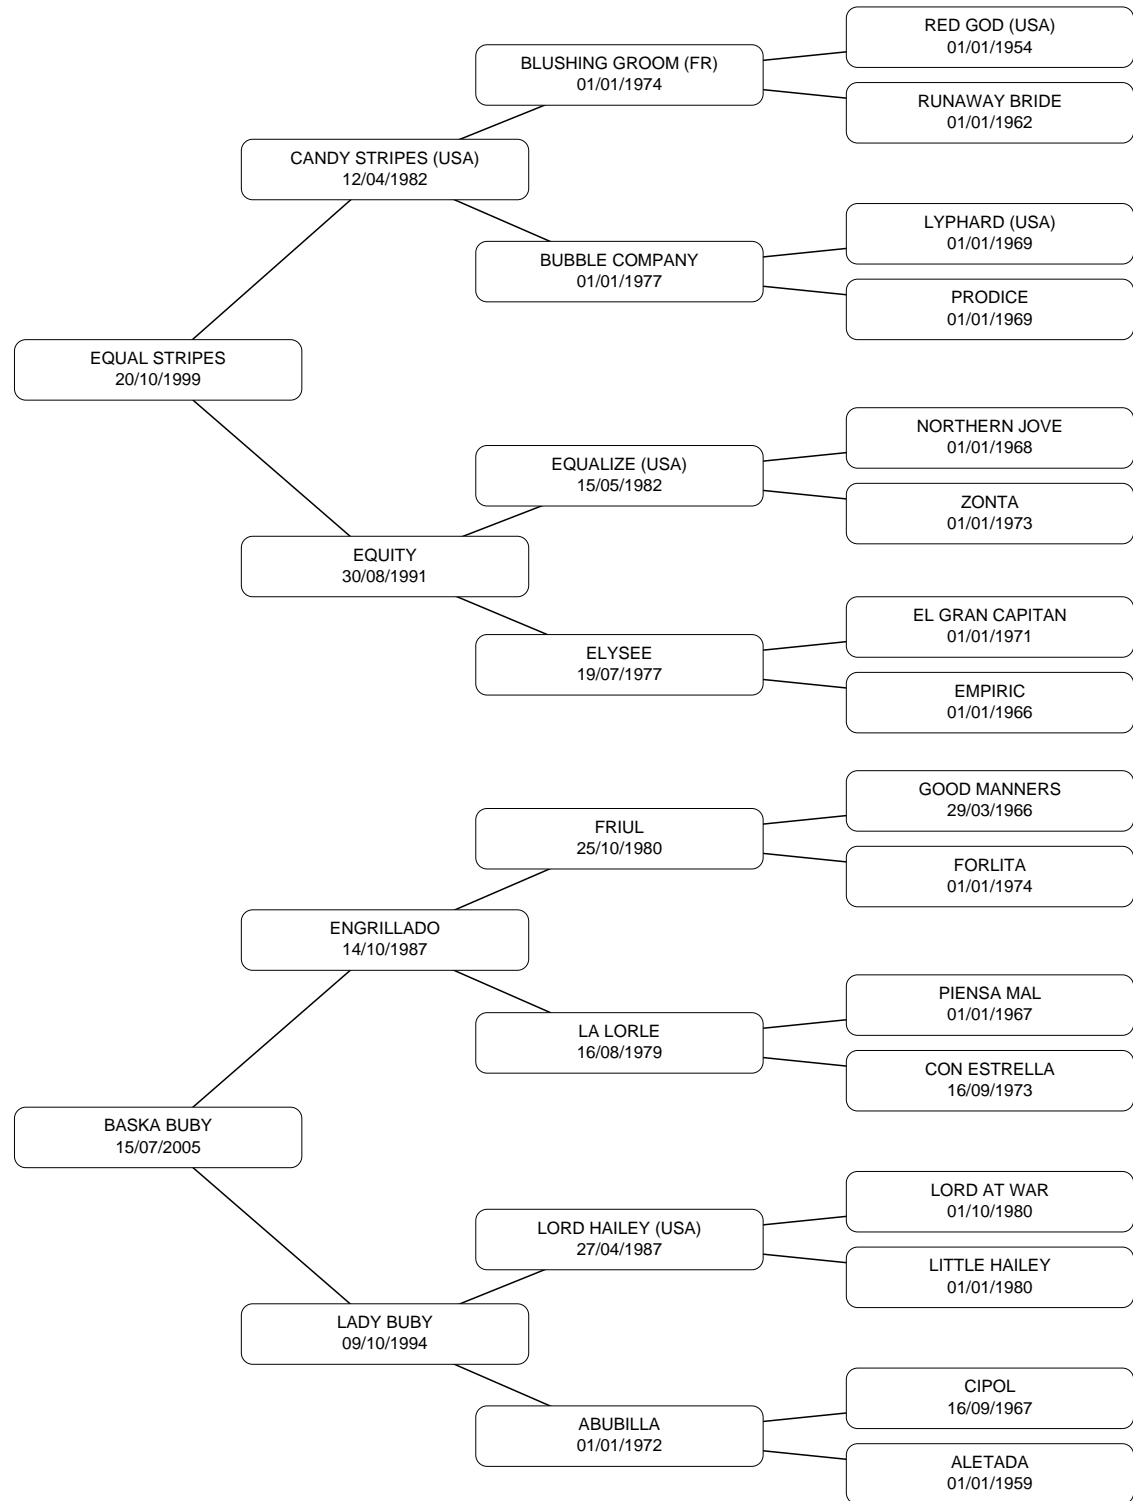 RED GOD (USA)
01/01/1954
BLUSHING GROOM (FR)
01/01/1974
RUNAWAY BRIDE
01/01/1962
CANDY STRIPES (USA)
12/04/1982
LYPHARD (USA)
01/01/1969
BUBBLE COMPANY
01/01/1977
PRODICE
01/01/1969
EQUAL STRIPES
20/10/1999
NORTHERN JOVE
01/01/1968
EQUALIZE (USA)
15/05/1982
ZONTA
01/01/1973
EQUITY
30/08/1991
EL GRAN CAPITAN
01/01/1971
ELYSEE
19/07/1977
EMPIRIC
01/01/1966
GOOD MANNERS
29/03/1966
FRIUL
25/10/1980
FORLITA
01/01/1974
ENGRILLADO
14/10/1987
PIENSA MAL
01/01/1967
LA LORLE
16/08/1979
CON ESTRELLA
16/09/1973
BASKA BUBY
15/07/2005
LORD AT WAR
01/10/1980
LORD HAILEY (USA)
27/04/1987
LITTLE HAILEY
01/01/1980
LADY BUBY
09/10/1994
CIPOL
16/09/1967
ABUBILLA
01/01/1972
ALETADA
01/01/1959